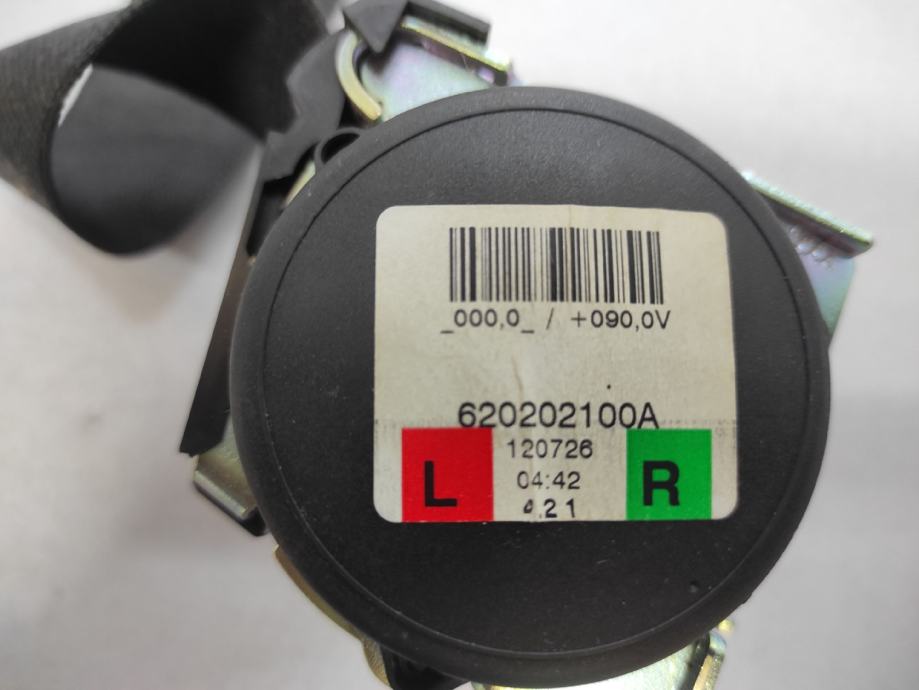 _000,0_ / +090,0V
620202100A
120726
L
04:42
R
4.2 1